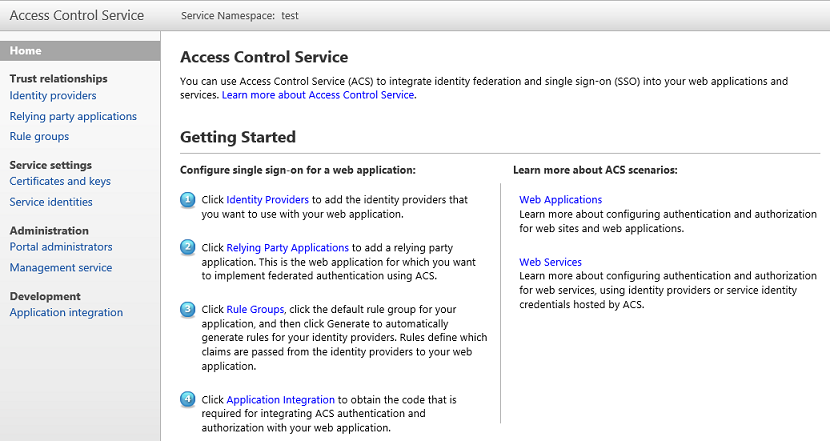 Access Control Service
Service Namespace: test
Home
Trust relationships
Identity providers
Relying party applications
Rule groups
Service settings
Certificates and keys
Service identities
Administration
Portal administrators
Management service
Development
Application integration
Access Control Service
You can use Access Control Service (ACS) to integrate identity federation and single sign-on (SSO) into your web applications and
services. Learn more about Access Control Service.
Getting Started
Configure single sign-on for a web application:
1 Click Identity Providers to add the identity providers that
you want to use with your web application.
2 Click Relying Party Applications to add a relying party
application. This is the web application for which you want
to implement federated authentication using ACS.
3 Click Rule Groups, click the default rule group for your
application, and then click Generate to automatically
generate rules for your identity providers. Rules define which
claims are passed from the identity providers to your web
application.
4 Click Application Integration to obtain the code that is
required for integrating ACS authentication and
authorization with your web application.
Learn more about ACS scenarios:
Web Applications
Learn more about configuring authentication and authorization
for web sites and web applications.
Web Services
Learn more about configuring authentication and authorization
for web services, using identity providers or service identity
credentials hosted by ACS.